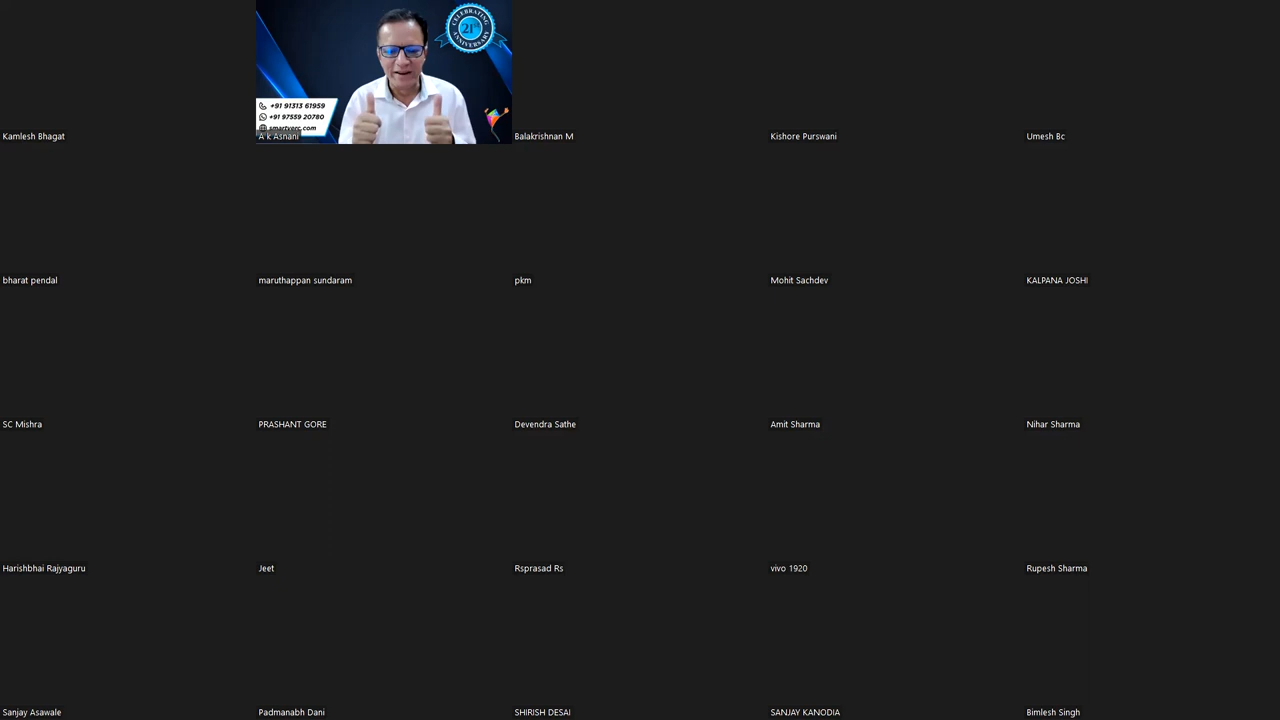 CELEBRATING
21st
ANNIVERSARY
+91 91313 61959
+91 97559 20780
Kamlesh Bhagat
A k Asnani
Balakrishnan M
Kishore Purswani
Umesh Bc
bharat pendal
maruthappan sundaram
pkm
Mohit Sachdev
KALPANA JOSHI
SC Mishra
PRASHANT GORE
Devendra Sathe
Amit Sharma
Nihar Sharma
Harishbhai Rajyaguru
Jeet
Rsprasad Rs
vivo 1920
Rupesh Sharma
Sanjay Asawale
Padmanabh Dani
SHIRISH DESAI
SANJAY KANODIA
Bimlesh Singh